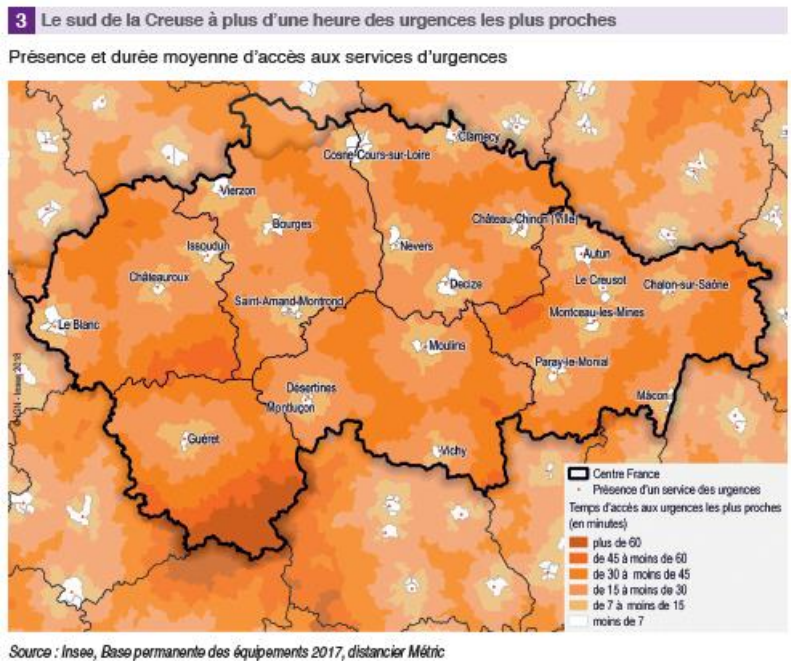 3 Le sud de la Creuse à plus d'une heure des urgences les plus proches
Présence et durée moyenne d'accès aux services d'urgences
Clamecy
Cosne-Cours-sur-Loire
Vierzon
Bourges
Château-Chinon (Ville)
Issoudun
Nevers
Autun
Châteauroux
Decize
Le Creusot
Chalon-sur-Saône
Saint-Amand-Montrond
Le Blanc
Montceau-les-Mines
Moulins
Paray-le-Monial
Désertines
Montluçon
Mâcon
Guéret
Vichy
© IGN - Insee 2018
Centre France
Présence d'un service des urgences
Temps d'accès aux urgences les plus proches
(en minutes)
plus de 60
de 45 à moins de 60
de 30 à moins de 45
de 15 à moins de 30
de 7 à moins de 15
moins de 7
Source : Insee, Base permanente des équipements 2017, distancier Métric